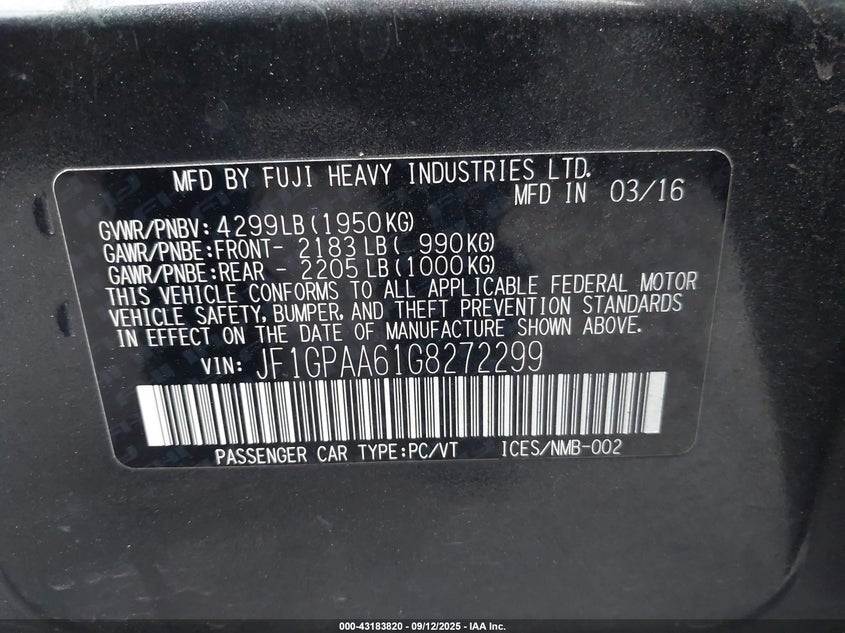 MFD BY FUJI HEAVY INDUSTRIES LTD.
MFD IN 03/16
GVWR/PNBV: 4299LB(1950KG)
GAWR/PNBE:FRONT- 2183LB( 990KG)
GAWR/PNBE:REAR - 2205LB(1000KG)
THIS VEHICLE CONFORMS TO ALL APPLICABLE FEDERAL MOTOR
VEHICLE SAFETY, BUMPER, AND THEFT PREVENTION STANDARDS
IN EFFECT ON THE DATE OF MANUFACTURE SHOWN ABOVE.
VIN: JF1GPAA61G8272299
PASSENGER CAR TYPE:PC/VT ICES/NMB-002
000-43183820 - 09/12/2025 - IAA Inc.